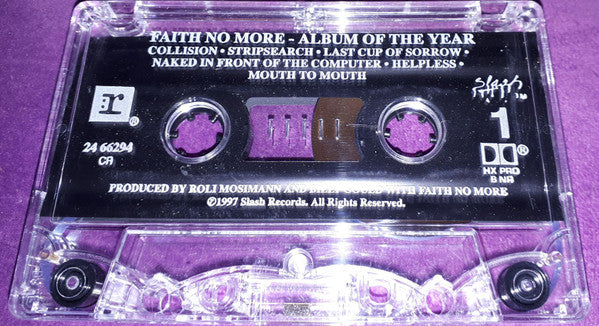 FAITH NO MORE – ALBUM OF THE YEAR
COLLISION • STRIPSEARCH • LAST CUP OF SORROW •
NAKED IN FRONT OF THE COMPUTER • HELPLESS •
MOUTH TO MOUTH
r
®
Slash
™
24 66294
CA
1
®
HX PRO
B NR
PRODUCED BY ROLI MOSIMANN AND BILLY GOULD WITH FAITH NO MORE
©1997 Slash Records. All Rights Reserved.